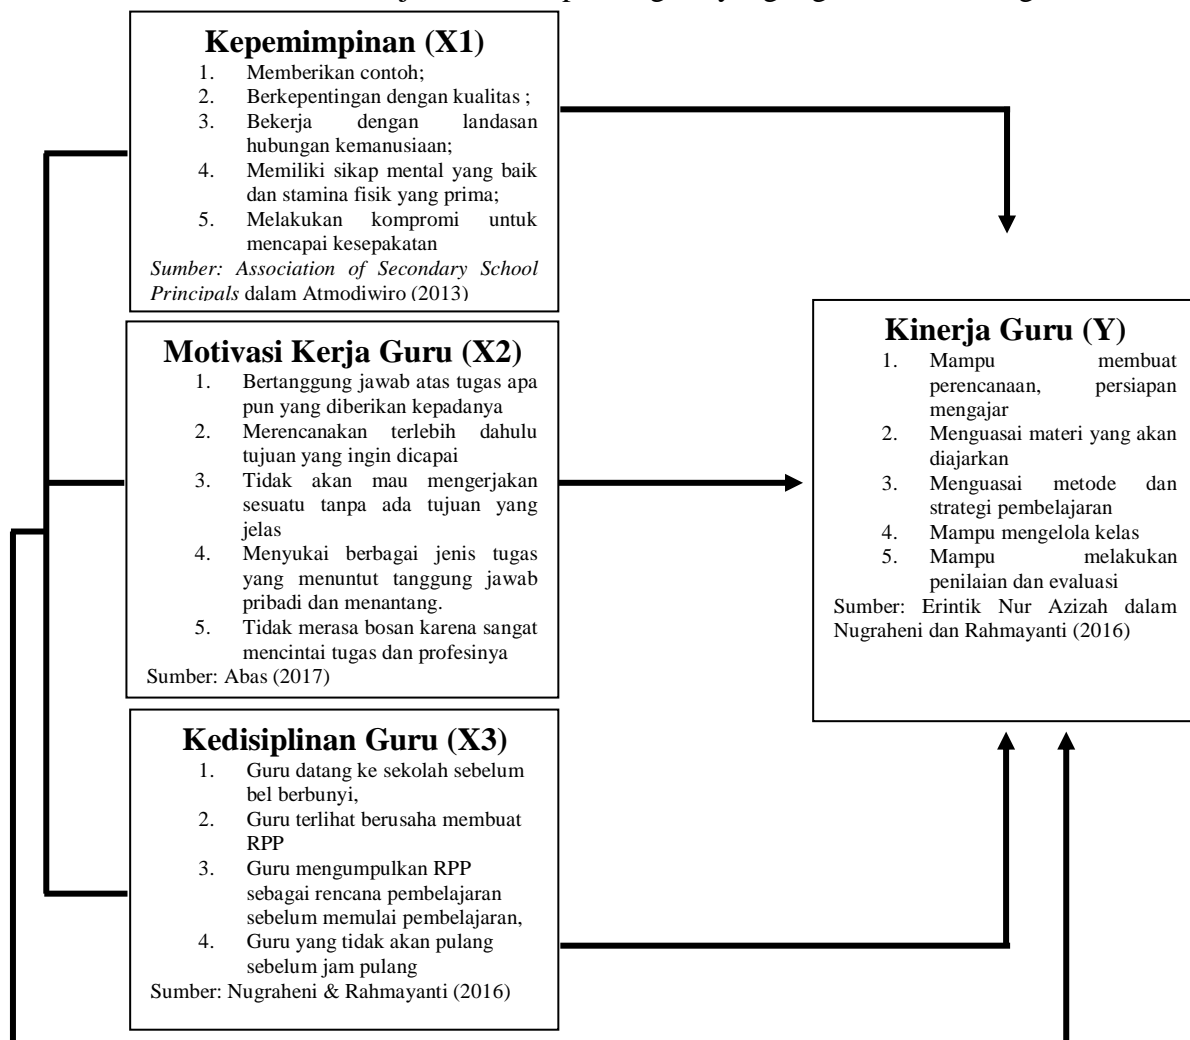 Kepemimpinan (X1)
1. Memberikan contoh;
2. Berkepentingan dengan kualitas ;
3. Bekerja dengan landasan
hubungan kemanusiaan;
4. Memiliki sikap mental yang baik
dan stamina fisik yang prima;
5. Melakukan kompromi untuk
mencapai kesepakatan
Sumber: Association of Secondary School
Principals dalam Atmodiwiro (2013)
Motivasi Kerja Guru (X2)
1. Bertanggung jawab atas tugas apa
pun yang diberikan kepadanya
2. Merencanakan terlebih dahulu
tujuan yang ingin dicapai
3. Tidak akan mau mengerjakan
sesuatu tanpa ada tujuan yang
jelas
4. Menyukai berbagai jenis tugas
yang menuntut tanggung jawab
pribadi dan menantang.
5. Tidak merasa bosan karena sangat
mencintai tugas dan profesinya
Sumber: Abas (2017)
Kedisiplinan Guru (X3)
1. Guru datang ke sekolah sebelum
bel berbunyi,
2. Guru terlihat berusaha membuat
RPP
3. Guru mengumpulkan RPP
sebagai rencana pembelajaran
sebelum memulai pembelajaran,
4. Guru yang tidak akan pulang
sebelum jam pulang
Sumber: Nugraheni & Rahmayanti (2016)
Kinerja Guru (Y)
1. Mampu membuat
perencanaan, persiapan
mengajar
2. Menguasai materi yang akan
diajarkan
3. Menguasai metode dan
strategi pembelajaran
4. Mampu mengelola kelas
5. Mampu melakukan
penilaian dan evaluasi
Sumber: Erintik Nur Azizah dalam
Nugraheni dan Rahmayanti (2016)